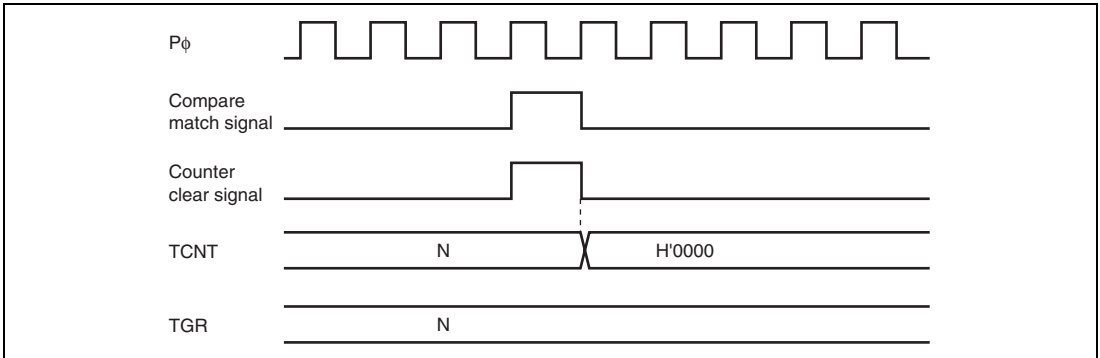 Pϕ
Compare
match signal
Counter
clear signal
TCNT
N
H'0000
TGR
N